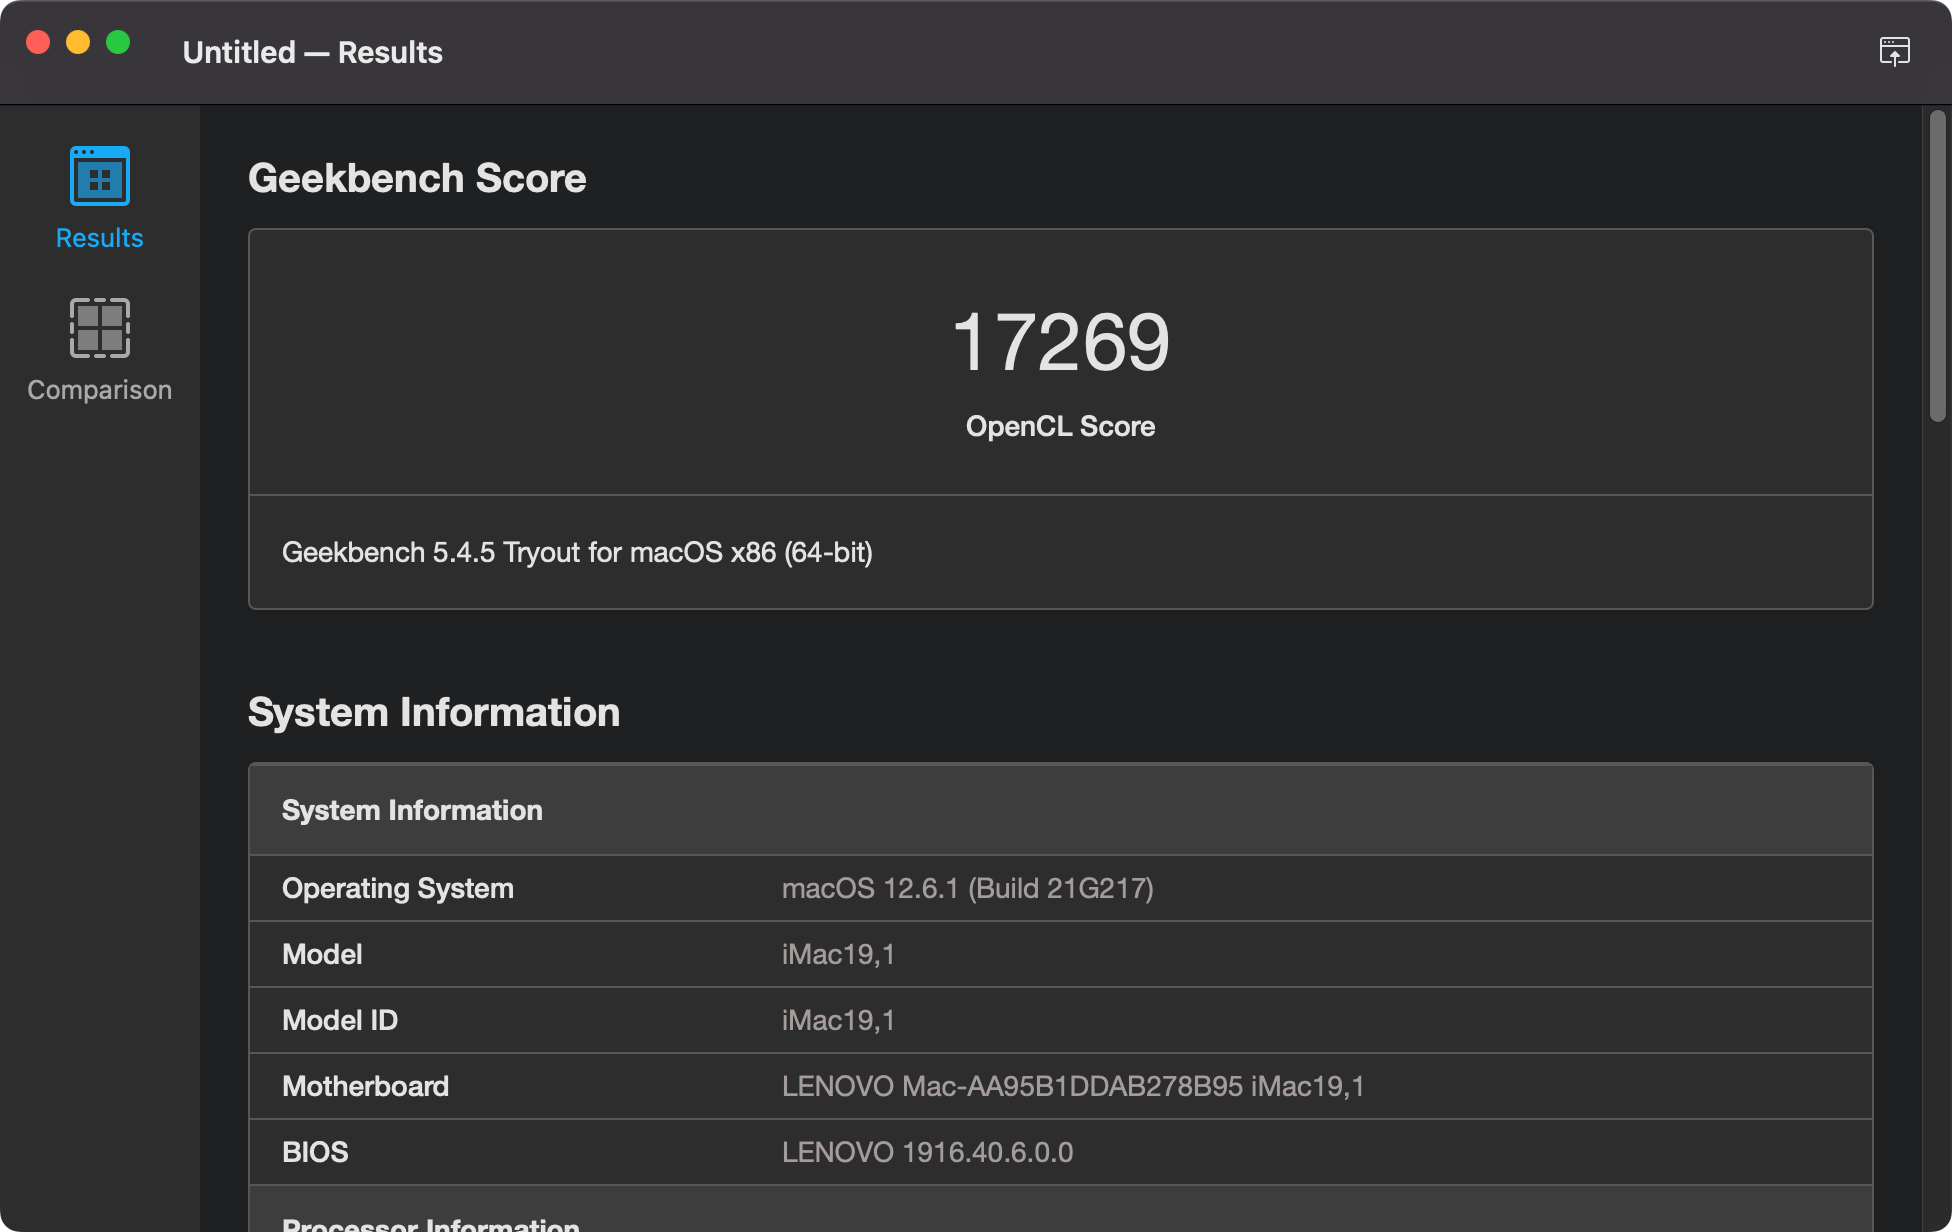 Untitled — Results
Results
Comparison
Geekbench Score
17269
OpenCL Score
Geekbench 5.4.5 Tryout for macOS x86 (64-bit)
System Information
System Information
Operating System macOS 12.6.1 (Build 21G217)
Model iMac19,1
Model ID iMac19,1
Motherboard LENOVO Mac-AA95B1DDAB278B95 iMac19,1
BIOS LENOVO 1916.40.6.0.0
Processor Information